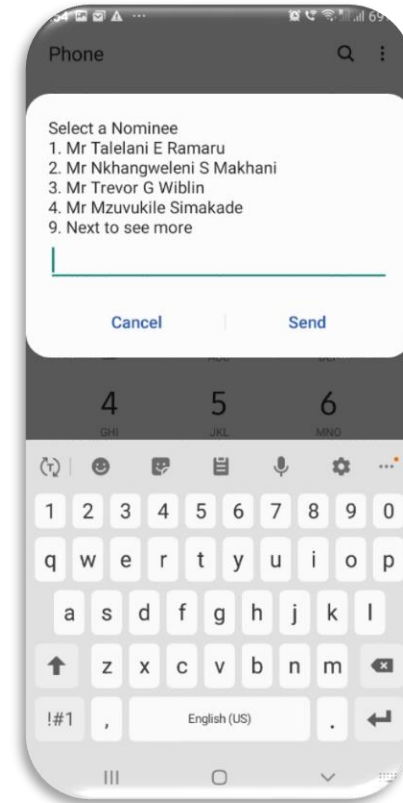 :54 ... 69
Phone
Select a Nominee
1. Mr Talelani E Ramaru
2. Mr Nkhangweleni S Makhani
3. Mr Trevor G Wiblin
4. Mr Mzuvukile Simakade
9. Next to see more
Cancel Send
4 5 6
GHI JKL MNO
1 2 3 4 5 6 7 8 9 0
q w e r t y u i o p
a s d f g h j k l
z x c v b n m
!#1 , English (US) .